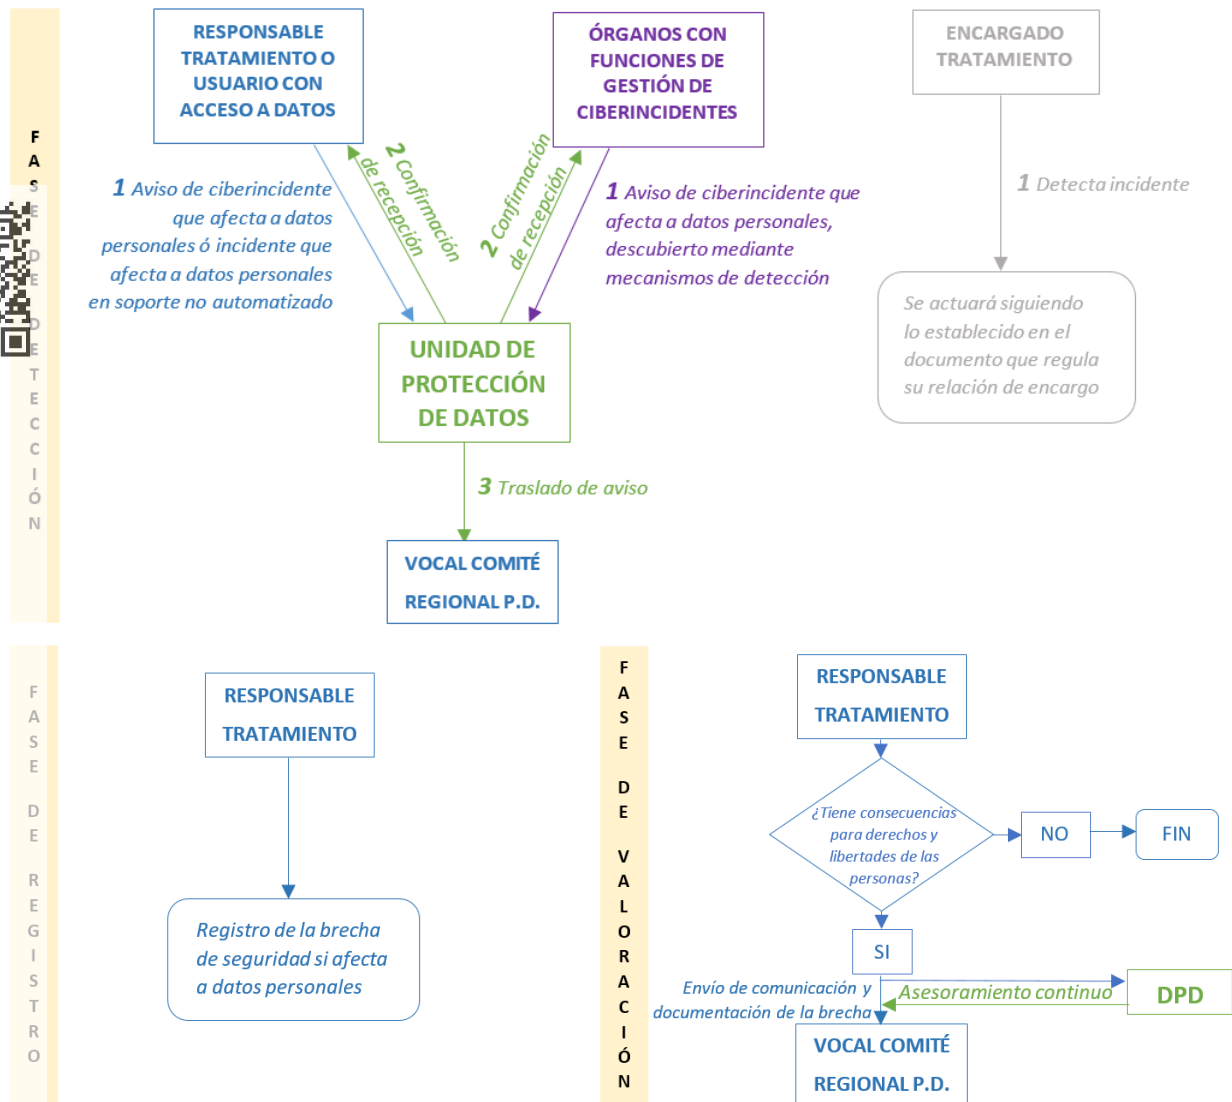 RESPONSABLE
TRATAMIENTO O
USUARIO CON
ACCESO A DATOS
ÓRGANOS CON
FUNCIONES DE
GESTIÓN DE
CIBERINCIDENTES
ENCARGADO
TRATAMIENTO
FASE DE DETECCIÓN
1 Aviso de ciberincidente
que afecta a datos
personales ó incidente que
afecta a datos personales
en soporte no automatizado
2 Confirmación
de recepción
2 Confirmación
de recepción
1 Aviso de ciberincidente que
afecta a datos personales,
descubierto mediante
mecanismos de detección
1 Detecta incidente
Se actuará siguiendo
lo establecido en el
documento que regula
su relación de encargo
UNIDAD DE
PROTECCIÓN
DE DATOS
3 Traslado de aviso
VOCAL COMITÉ
REGIONAL P.D.
FASE DE REGISTRO
RESPONSABLE
TRATAMIENTO
Registro de la brecha
de seguridad si afecta
a datos personales
FASE DE VALORACIÓN
RESPONSABLE
TRATAMIENTO
¿Tiene consecuencias
para derechos y
libertades de las
personas?
NO
FIN
SI
Envío de comunicación y
documentación de la brecha
Asesoramiento continuo
DPD
VOCAL COMITÉ
REGIONAL P.D.